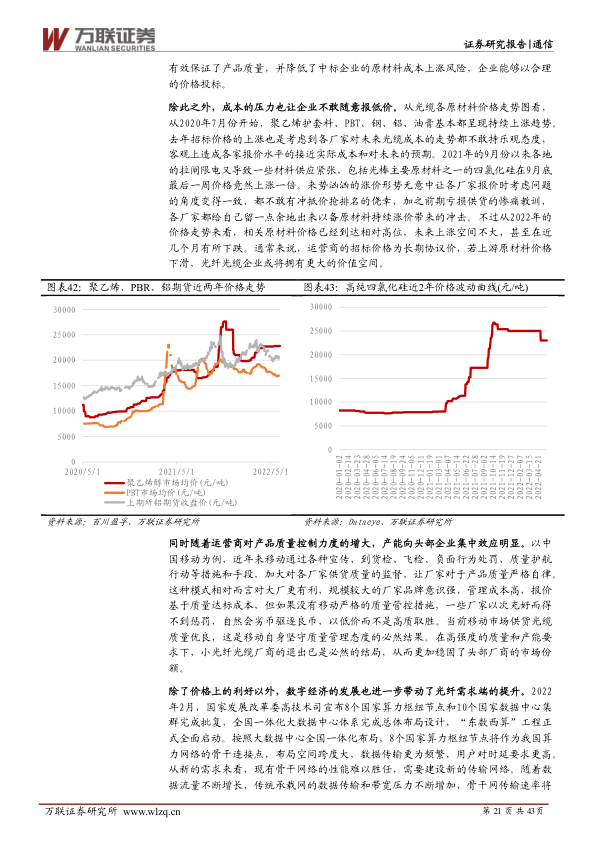 万联证券
WANLIAN SECURITIES
证券研究报告|通信
有效保证了产品质量，并降低了中标企业的原材料成本上涨风险，企业能够以合理
的价格投标。
除此之外，成本的压力也让企业不敢随意报低价。从光缆各原材料价格走势图看，
从2020年7月份开始，聚乙烯护套料、PBT、钢、铝、油膏基本都呈现持续上涨趋势。
去年招标价格的上涨也是考虑到各厂家对未来光缆成本的走势都不敢持乐观态度，
客观上造成各家报价水平的接近实际成本和对未来的预期。2021年的9月份以来各地
的拉闸限电又导致一些材料供应紧张，包括光棒主要原材料之一的四氯化硅在9月底
最后一周价格竟然上涨一倍。来势汹汹的涨价形势无意中让各厂家报价时考虑问题
的角度变得一致，都不敢有冲抵价抢排名的侥幸，加之前期亏损供货的惨痛教训，
各厂家都给自己留一点余地出来以备原材料持续涨价带来的冲击。不过从2022年的
价格走势来看，相关原材料价格已经到达相对高位，未来上涨空间不大，甚至在近
几个月有所下跌。通常来说，运营商的招标价格为长期协议价，若上游原材料价格
下滑，光纤光缆企业或将拥有更大的价值空间。
图表42：聚乙烯、PBR、铝期货近两年价格走势
30000
25000
20000
15000
10000
5000
0
2020/5/1 2021/5/1 2022/5/1
聚乙烯醇市场均价(元/吨)
PBT市场均价(元/吨)
上期所铝期货收盘价(元/吨)
资料来源：百川盈孚、万联证券研究所
图表43：高纯四氯化硅近2年价格波动曲线(元/吨)
30000
25000
20000
15000
10000
5000
0
2020-01-02
2020-02-14
2020-03-23
2020-04-28
2020-06-05
2020-07-14
2020-08-19
2020-09-24
2020-11-05
2020-12-11
2021-01-19
2021-03-01
2021-04-07
2021-05-14
2021-06-22
2021-07-28
2021-09-02
2021-10-14
2021-11-19
2021-12-27
2022-02-07
2022-03-15
2022-04-21
资料来源：Dataeye、万联证券研究所
同时随着运营商对产品质量控制力度的增大，产能向头部企业集中效应明显。以中
国移动为例，近年来移动通过各种宣传，到货检、飞检、负面行为处罚，质量护航
行动等措施和手段，加大对各厂家供货质量的监督，让厂家对于产品质量严格自律。
这种模式相对而言对大厂更有利，规模较大的厂家品牌意识强，管理成本高，报价
基于质量达标成本，但如果没有移动严格的质量管控措施，一些厂家以次充好而得
不到惩罚，自然会劣币驱逐良币，以低价而不是高质取胜。当前移动市场供货光缆
质量优良，这是移动自身坚守质量管理态度的必然结果。在高强度的质量和产能要
求下，小光纤光缆厂商的退出已是必然的结局，从而更加稳固了头部厂商的市场份
额。
除了价格上的利好以外，数字经济的发展也进一步带动了光纤需求端的提升。2022
年2月，国家发展改革委高技术司宣布8个国家算力枢纽节点和10个国家数据中心集
群完成批复，全国一体化大数据中心体系完成总体布局设计，“东数西算”工程正
式全面启动。按照大数据中心全国一体化布局、8个国家算力枢纽节点将作为我国算
力网络的骨干连接点，布局空间跨度大，数据传输更为频繁，用户对时延要求更高。
从新的需求来看，现有骨干网络的性能难以胜任，需要建设新的传输网络。随着数
据流量不断增长，传统承载网的数据传输和带宽压力不断增加，骨干网传输速率将
万联证券研究所 www.wlzq.cn
第 21 页 共 43页